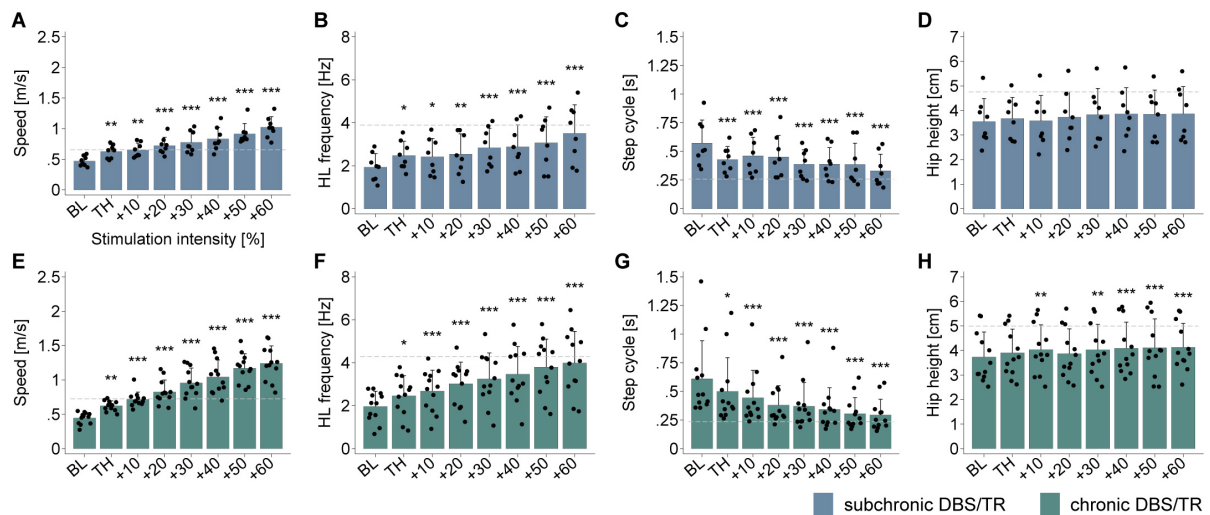 A
Speed [m/s]
2.5
2
1.5
1
.5
0
** ** *** *** *** *** ***
BL TH +10 +20 +30 +40 +50 +60
Stimulation intensity [%]
B
HL frequency [Hz]
8
6
4
2
0
* * ** *** *** *** ***
BL TH +10 +20 +30 +40 +50 +60
C
Step cycle [s]
1.5
1.25
1
.75
.5
.25
0
*** *** *** *** *** *** ***
BL TH +10 +20 +30 +40 +50 +60
D
Hip height [cm]
7
6
5
4
3
2
1
0
BL TH +10 +20 +30 +40 +50 +60
E
Speed [m/s]
2.5
2
1.5
1
.5
0
** *** *** *** *** *** ***
BL TH +10 +20 +30 +40 +50 +60
F
HL frequency [Hz]
8
6
4
2
0
* *** *** *** *** *** ***
BL TH +10 +20 +30 +40 +50 +60
G
Step cycle [s]
1.5
1.25
1
.75
.5
.25
0
* *** *** *** *** *** ***
BL TH +10 +20 +30 +40 +50 +60
H
Hip height [cm]
7
6
5
4
3
2
1
0
** ** *** *** ***
BL TH +10 +20 +30 +40 +50 +60
subchronic DBS/TR
chronic DBS/TR